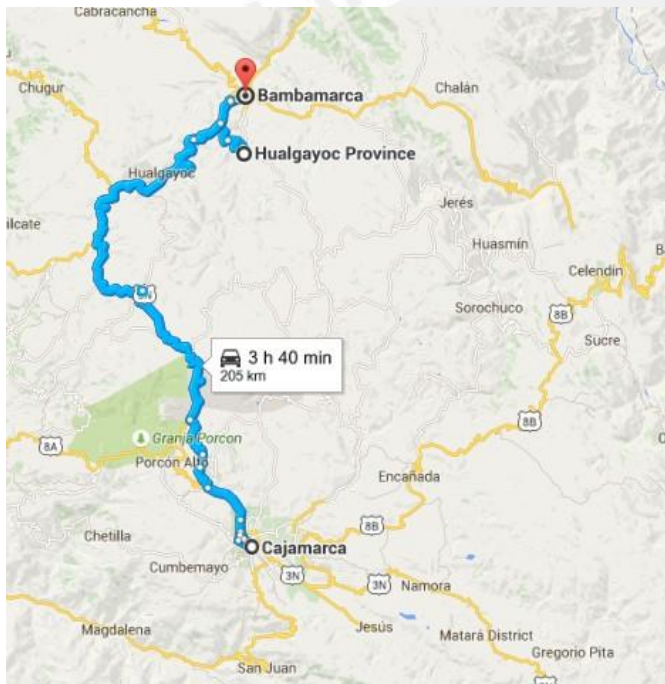 Cabracancha
Bambamarca
Chugur
Chalán
Hualgayoc Province
Hualgayoc
Jerés
Huasmín
Celendin
3N
Sorochuco
8B
Sucre
3 h 40 min
205 km
8A
Granja Porcon
8B
Porcón Alto
Encañada
Chetilla
8B
Cajamarca
Cumbemayo
3N
3N
Namora
Magdalena
Jesús
Matará District
Gregorio Pita
San Juan